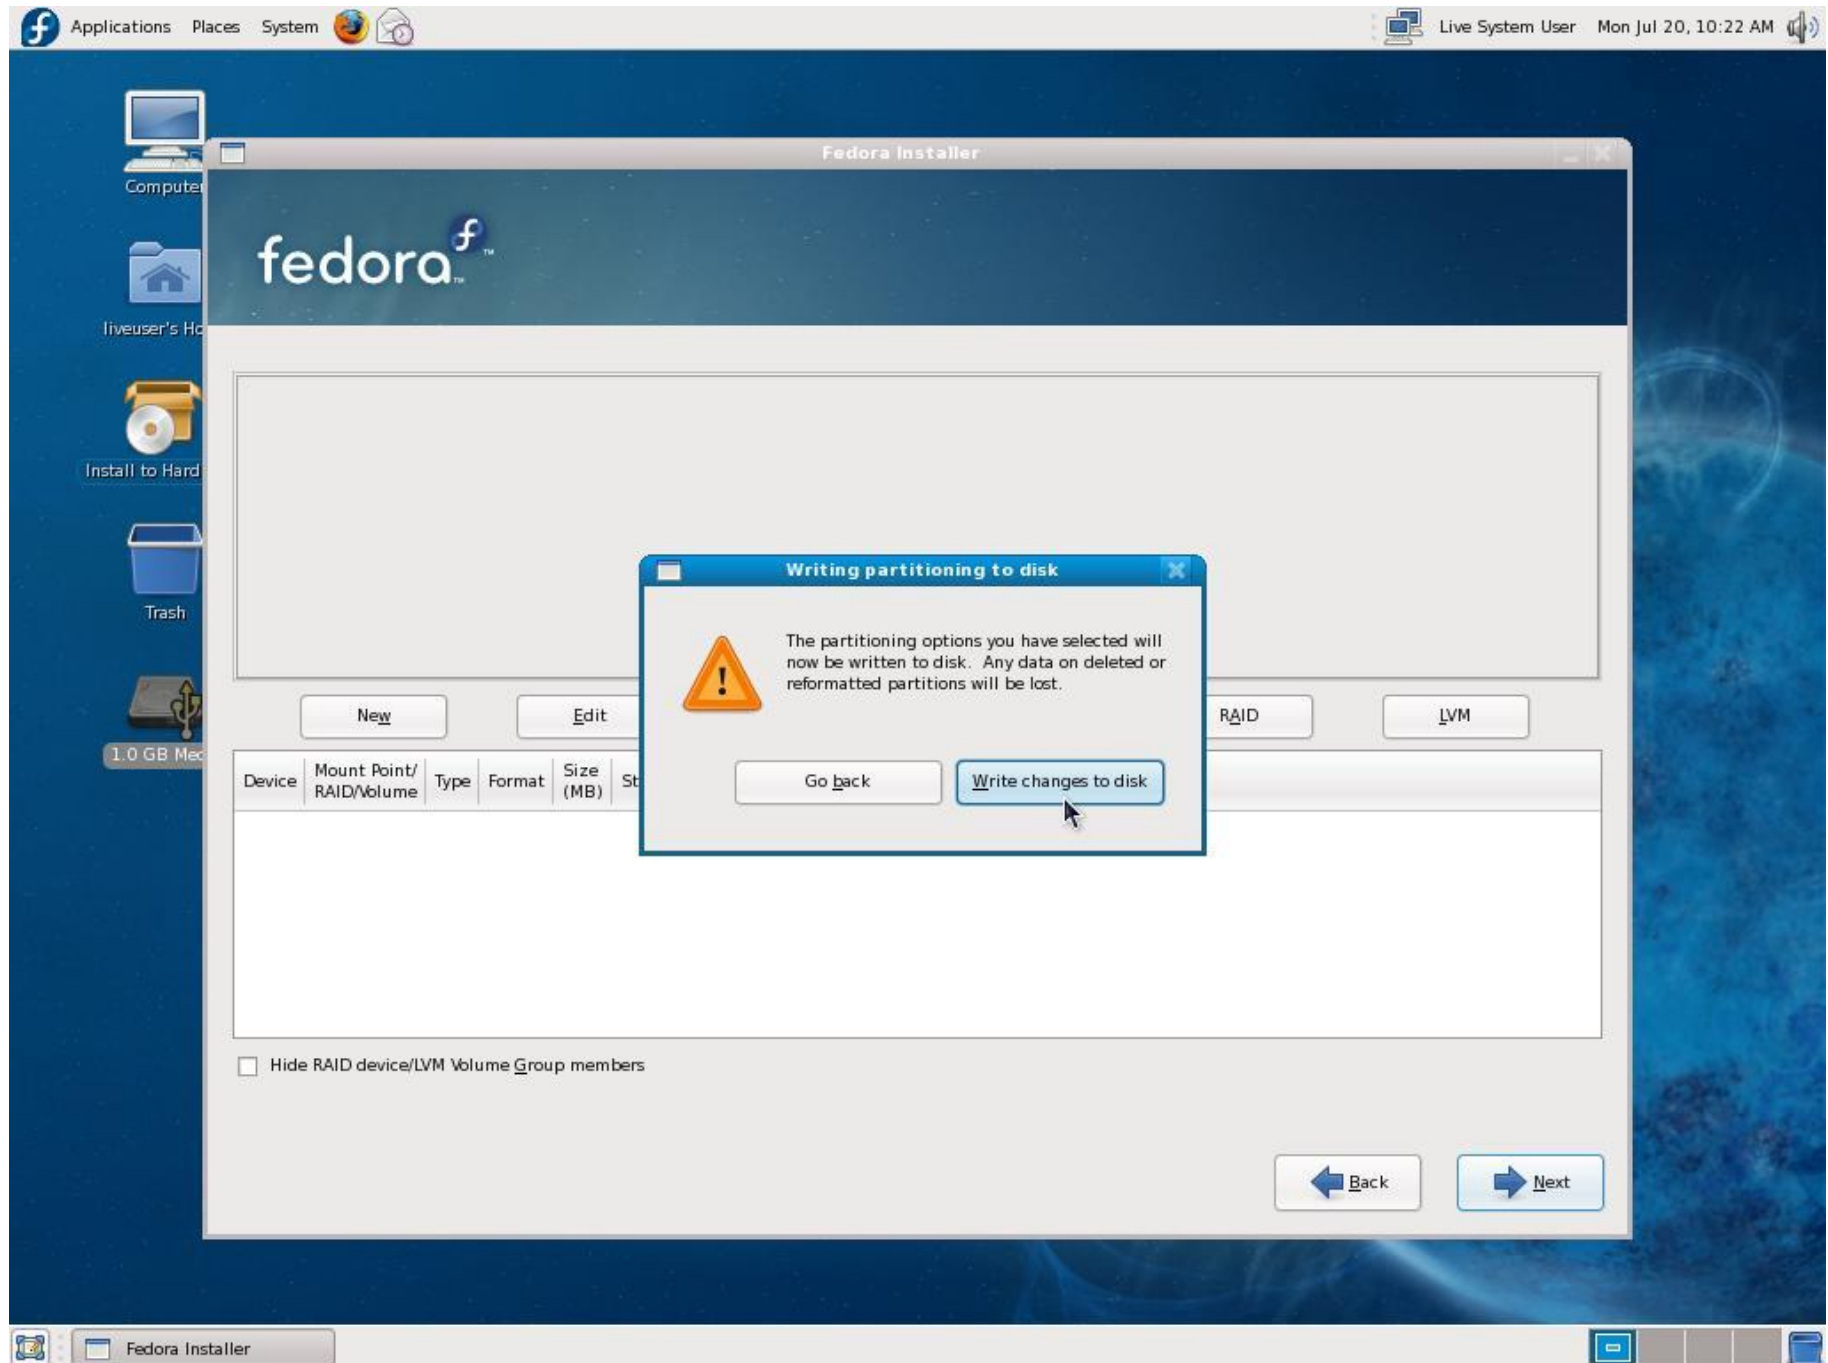 Applications Places System
Live System User Mon Jul 20, 10:22 AM
Computer
liveuser's Ho
Install to Hard
Trash
1.0 GB Med
Fedora Installer
fedora f ™
™
Writing partitioning to disk
The partitioning options you have selected will
now be written to disk. Any data on deleted or
reformatted partitions will be lost.
Go back Write changes to disk
New Edit RAID LVM
Device Mount Point/ RAID/Volume Type Format Size (MB) St
Hide RAID device/LVM Volume Group members
Back Next
Fedora Installer